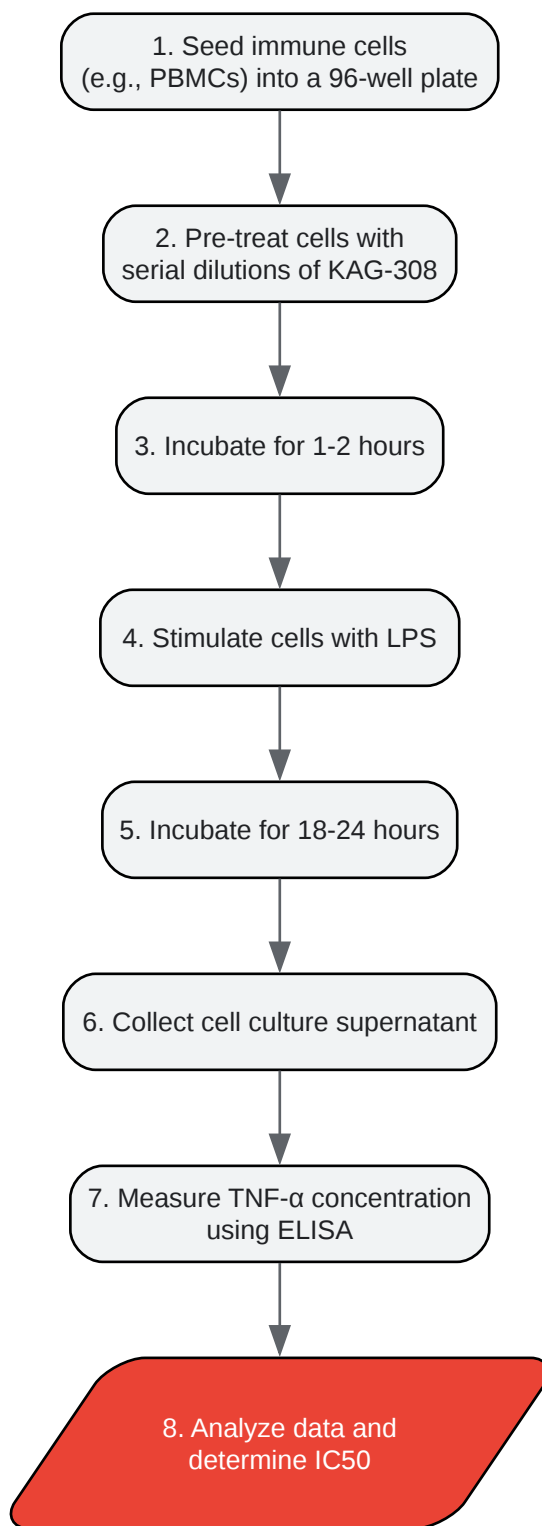 1. Seed immune cells
(e.g., PBMCs) into a 96-well plate
2. Pre-treat cells with
serial dilutions of KAG-308
3. Incubate for 1-2 hours
4. Stimulate cells with LPS
5. Incubate for 18-24 hours
6. Collect cell culture supernatant
7. Measure TNF-α concentration
using ELISA
8. Analyze data and
determine IC50